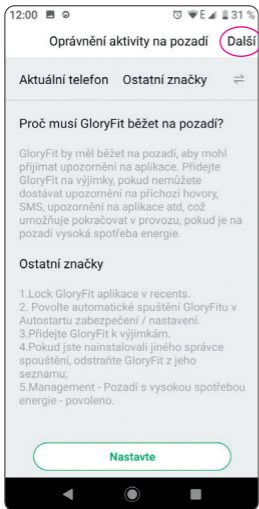 12:00 E 31 %
Oprávnění aktivity na pozadí Další
Aktuální telefon Ostatní značky
Proč musí GloryFit běžet na pozadí?
GloryFit by měl běžet na pozadí, aby mohl
přijímat upozornění na aplikace. Přidejte
GloryFit na výjimky, pokud nemůžete
dostávat upozornění na příchozí hovory,
SMS, upozornění na aplikace atd, což
umožňuje pokračovat v provozu, pokud je na
pozadí vysoká spotřeba energie.
Ostatní značky
1.Lock GloryFit aplikace v recents.
2. Povolte automatické spuštění GloryFitu v
Autostartu zabezpečení / nastavení.
3.Přidejte GloryFit k výjimkám.
4.Pokud jste nainstalovali jiného správce
spouštění, odstraňte GloryFit z jeho
seznamu;
5.Management - Pozadí s vysokou spotřebou
energie - povoleno.
Nastavte